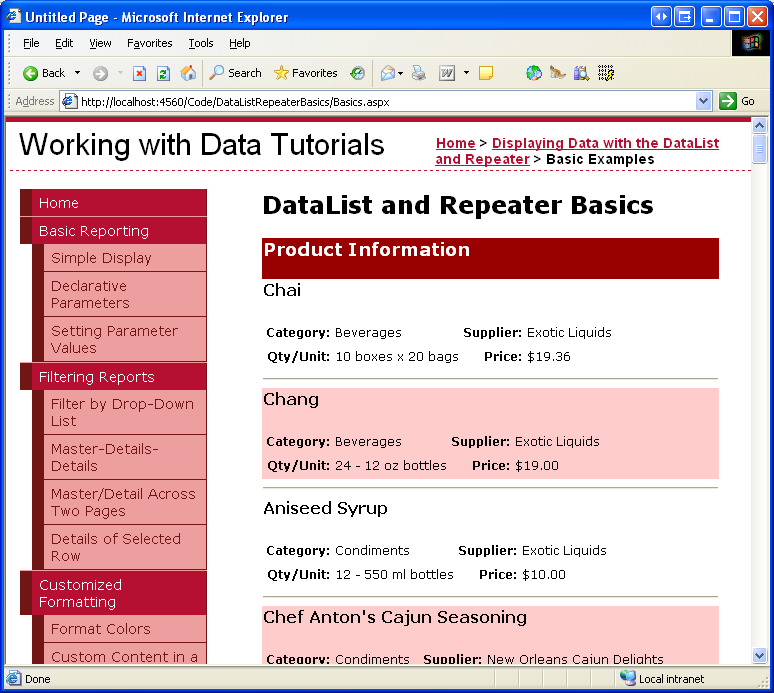 Untitled Page - Microsoft Internet Explorer
File Edit View Favorites Tools Help
Back Search Favorites
Address http://localhost:4560/Code/DataListRepeaterBasics/Basics.aspx Go
Working with Data Tutorials
Home > Displaying Data with the DataList
and Repeater > Basic Examples
Home
Basic Reporting
Simple Display
Declarative
Parameters
Setting Parameter
Values
Filtering Reports
Filter by Drop-Down
List
Master-Details-
Details
Master/Detail Across
Two Pages
Details of Selected
Row
Customized
Formatting
Format Colors
Custom Content in a
DataList and Repeater Basics
Product Information
Chai
Category: Beverages Supplier: Exotic Liquids
Qty/Unit: 10 boxes x 20 bags Price: $19.36
Chang
Category: Beverages Supplier: Exotic Liquids
Qty/Unit: 24 - 12 oz bottles Price: $19.00
Aniseed Syrup
Category: Condiments Supplier: Exotic Liquids
Qty/Unit: 12 - 550 ml bottles Price: $10.00
Chef Anton's Cajun Seasoning
Category: Condiments Supplier: New Orleans Cajun Delights
Done Local intranet